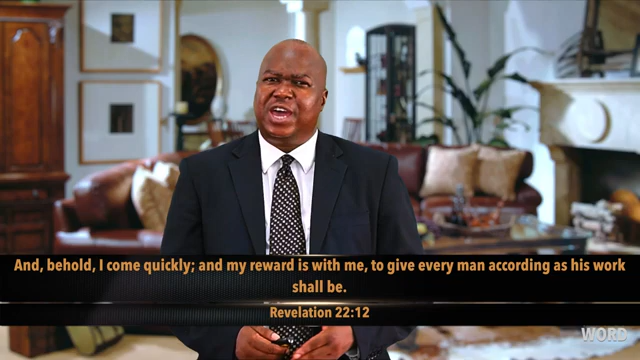 And, behold, I come quickly; and my reward is with me, to give every man according as his work
shall be.
Revelation 22:12
WORD